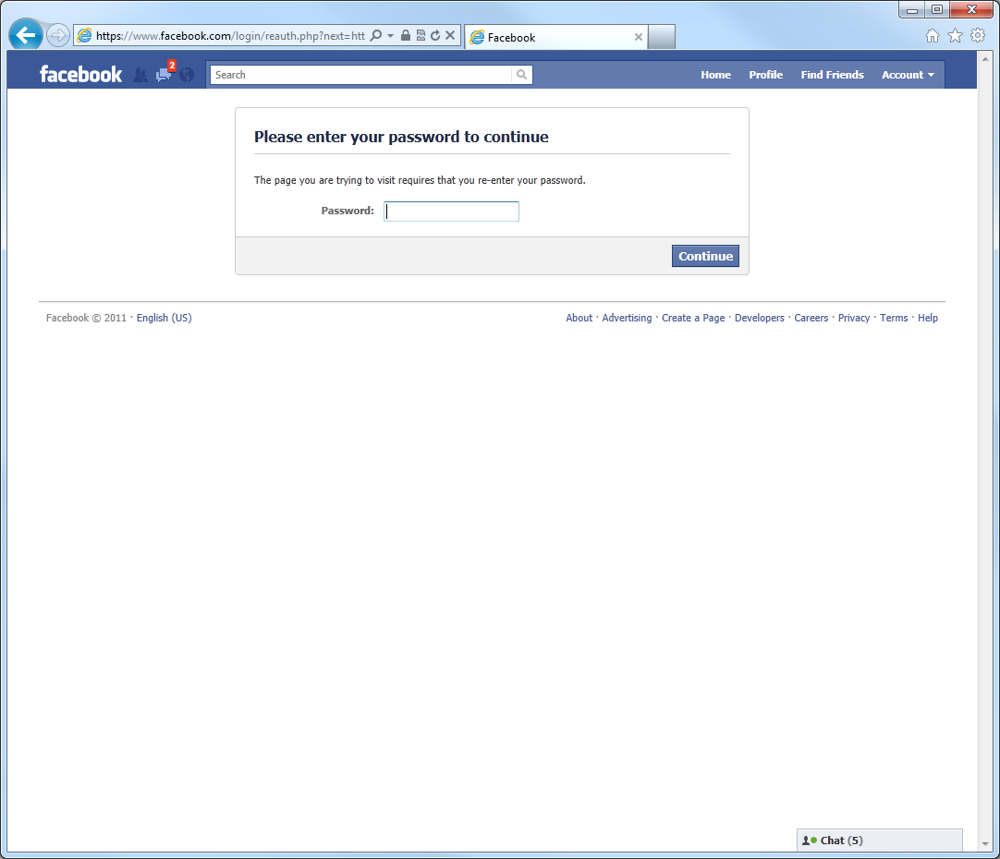 https://www.facebook.com/login/reauth.php?next=htt
Facebook
facebook
2
Search
Home Profile Find Friends Account
Please enter your password to continue
The page you are trying to visit requires that you re-enter your password.
Password:
Continue
Facebook © 2011 · English (US)
About · Advertising · Create a Page · Developers · Careers · Privacy · Terms · Help
Chat (5)